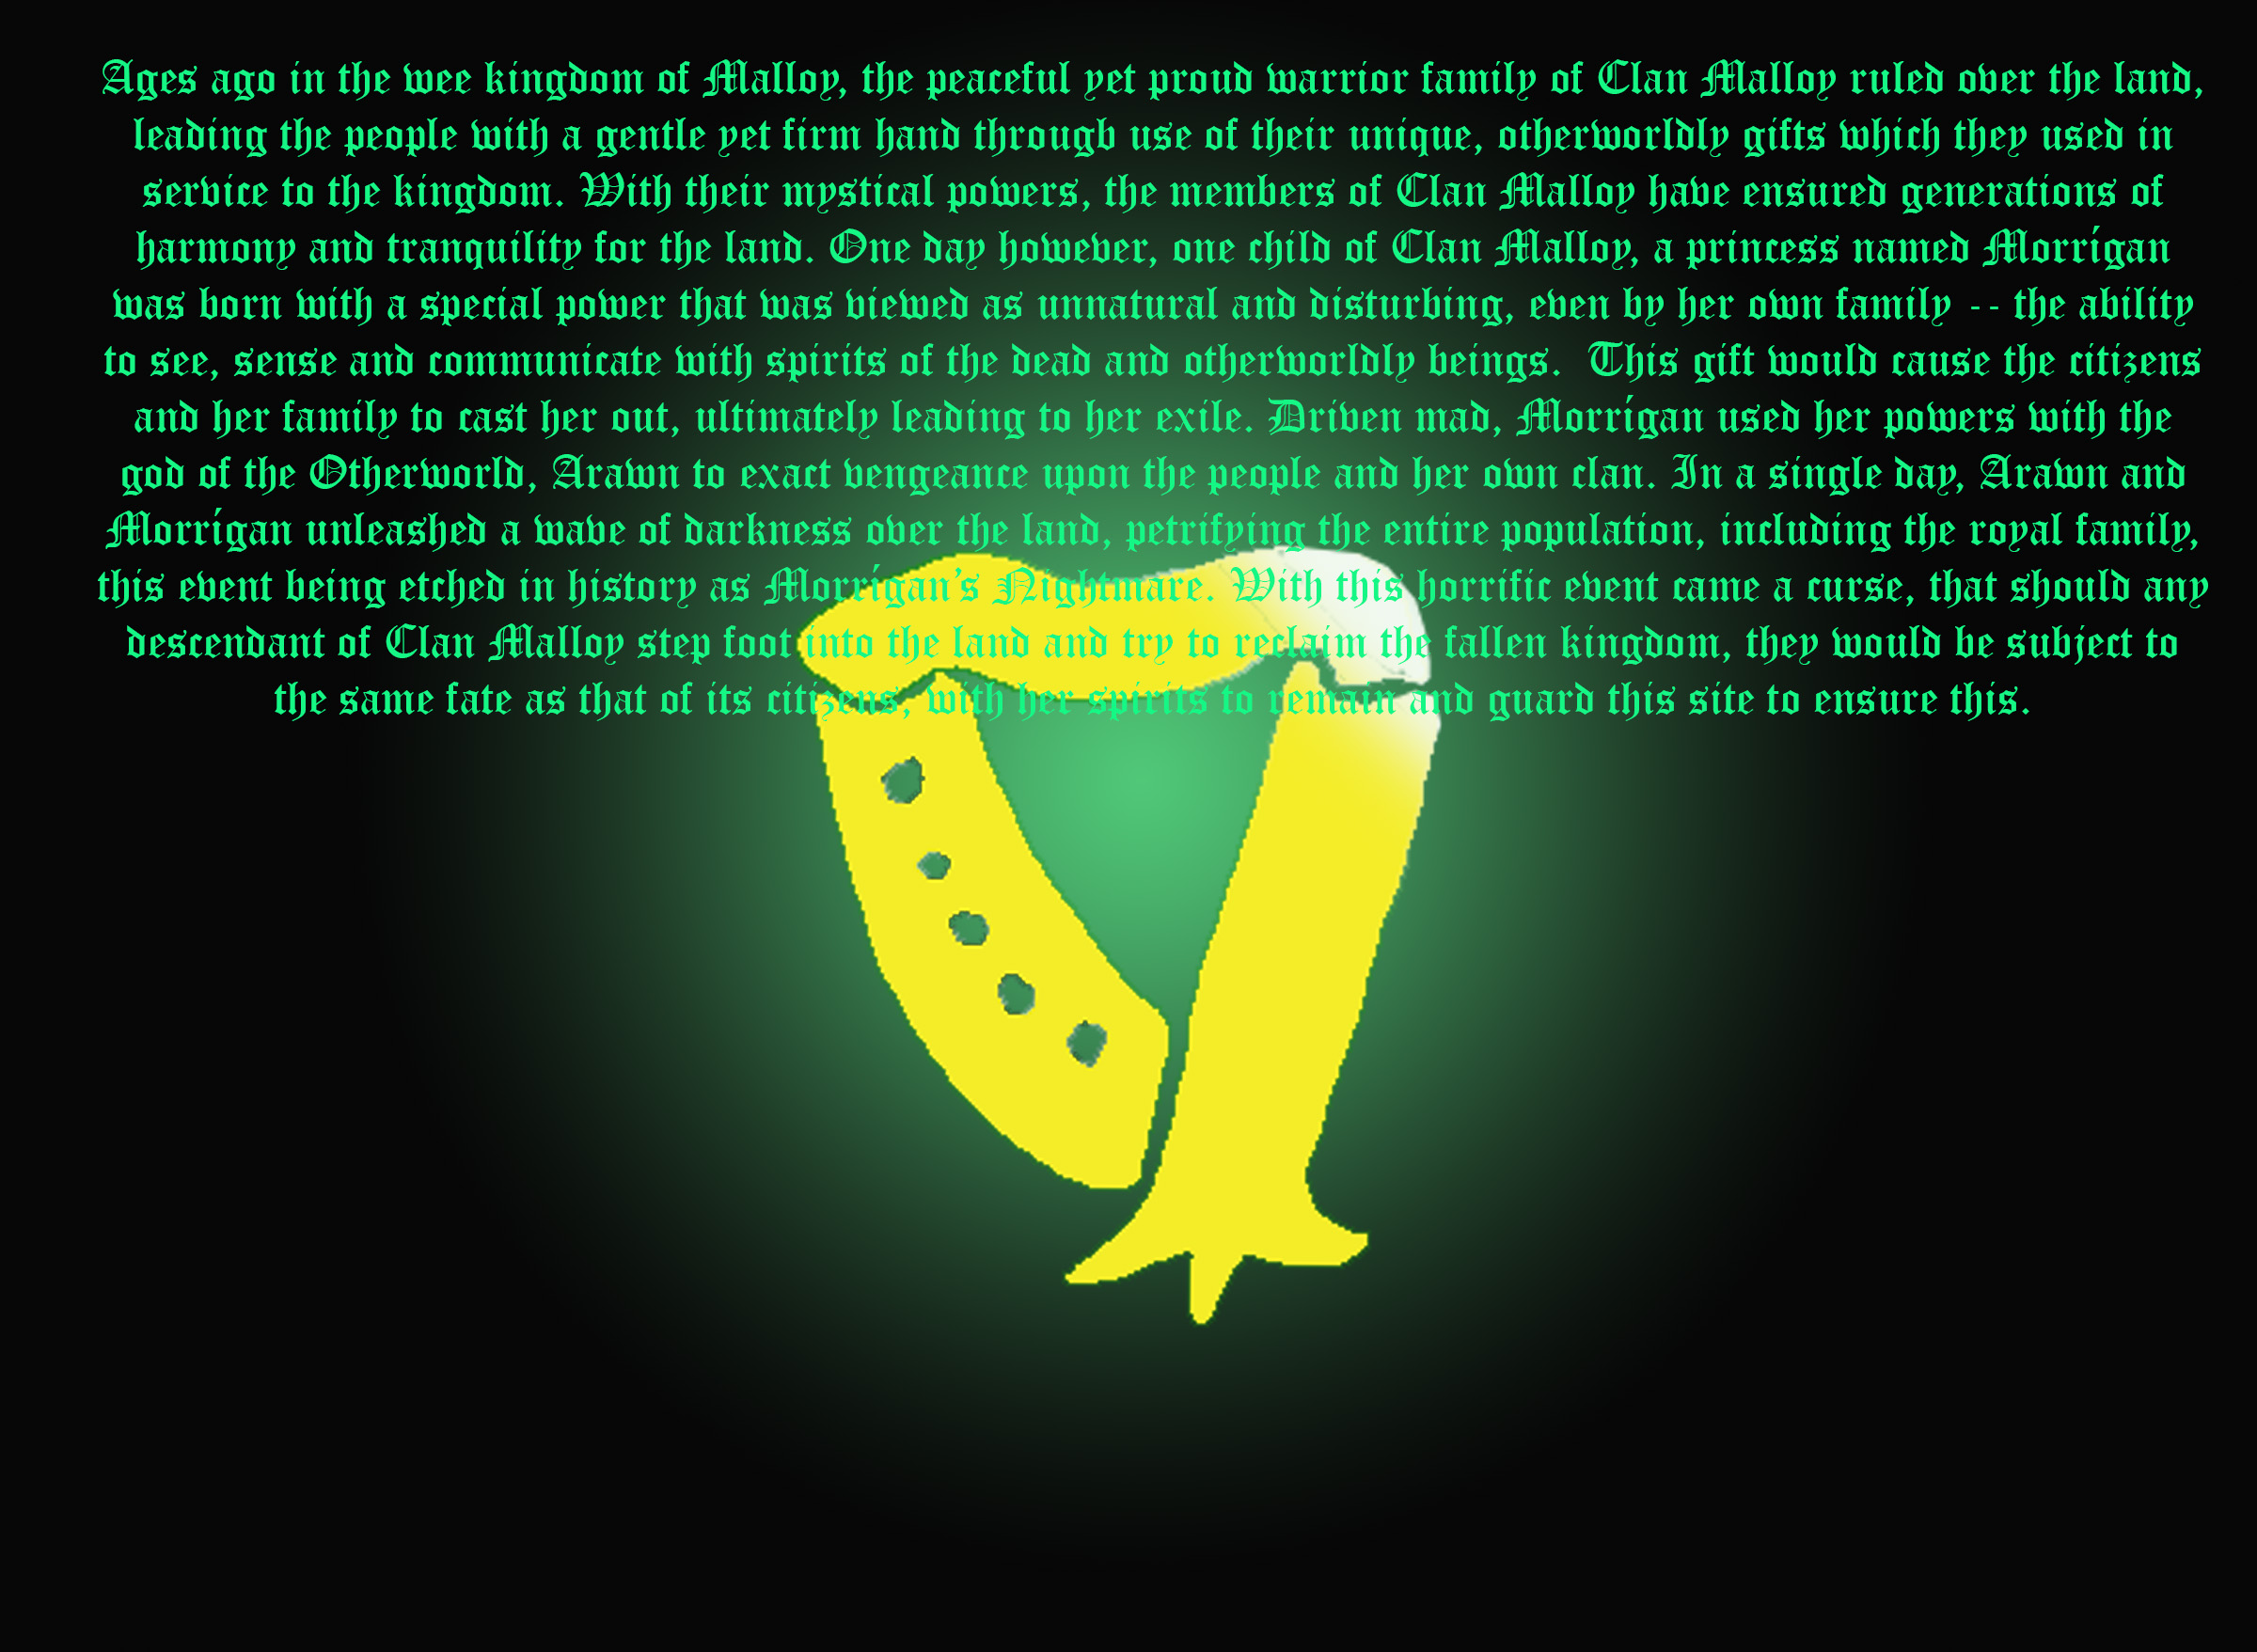 Ages ago in the wee kingdom of Malloy, the peaceful yet proud warrior family of Clan Malloy ruled over the land,
leading the people with a gentle yet firm hand through use of their unique, otherworldly gifts which they used in
service to the kingdom. With their mystical powers, the members of Clan Malloy have ensured generations of
harmony and tranquility for the land. One day however, one child of Clan Malloy, a princess named Morrígan
was born with a special power that was viewed as unnatural and disturbing, even by her own family -- the ability
to see, sense and communicate with spirits of the dead and otherworldly beings.  This gift would cause the citizens
and her family to cast her out, ultimately leading to her exile. Driven mad, Morrígan used her powers with the
god of the Otherworld, Arawn to exact vengeance upon the people and her own clan. In a single day, Arawn and
Morrígan unleashed a wave of darkness over the land, petrifying the entire population, including the royal family,
this event being etched in history as Morrígan's Nightmare. With this horrific event came a curse, that should any
descendant of Clan Malloy step foot into the land and try to reclaim the fallen kingdom, they would be subject to
the same fate as that of its citizens, with her spirits to remain and guard this site to ensure this.